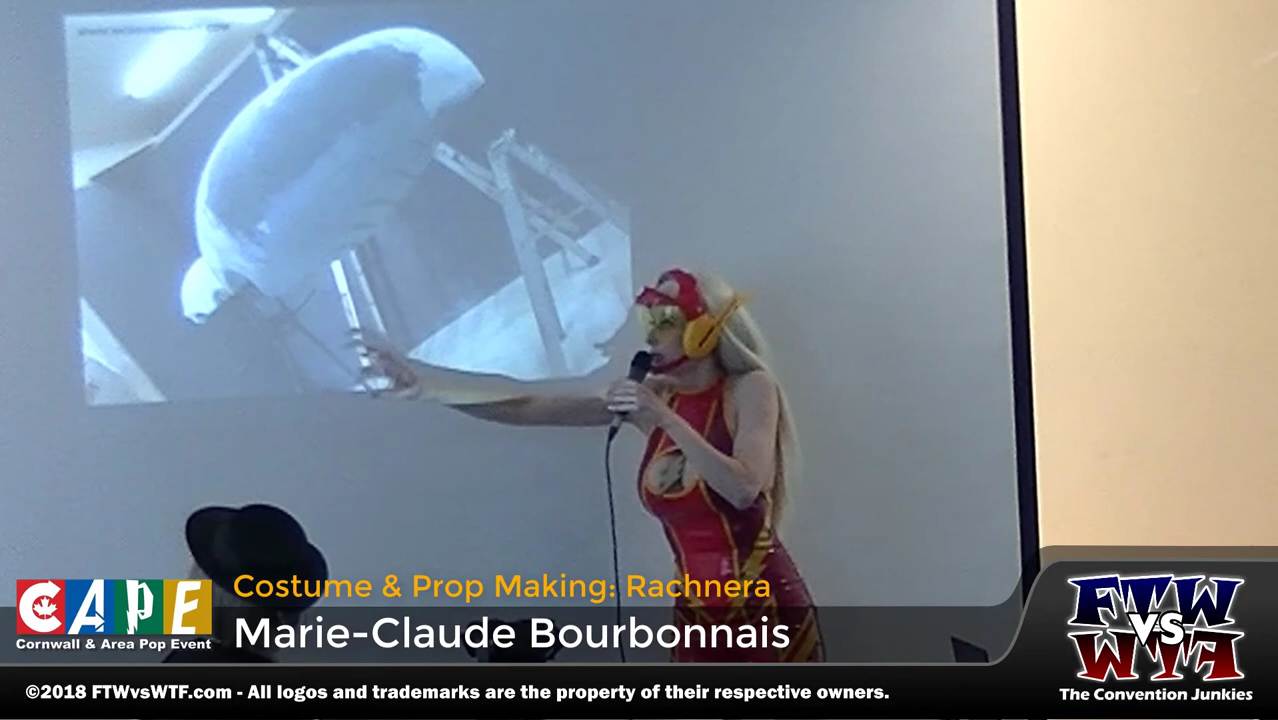 Costume & Prop Making: Rachnera
CAPE
Marie-Claude Bourbonnais
Cornwall & Area Pop Event
FTW
VS
WTF
©2018 FTWvsWTF.com - All logos and trademarks are the property of their respective owners.
The Convention Junkies